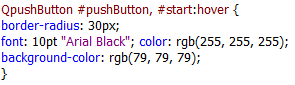 QpushButton #pushButton, #start:hover {
border-radius: 30px;
font: 10pt "Arial Black"; color: rgb(255, 255, 255);
background-color: rgb(79, 79, 79);
}